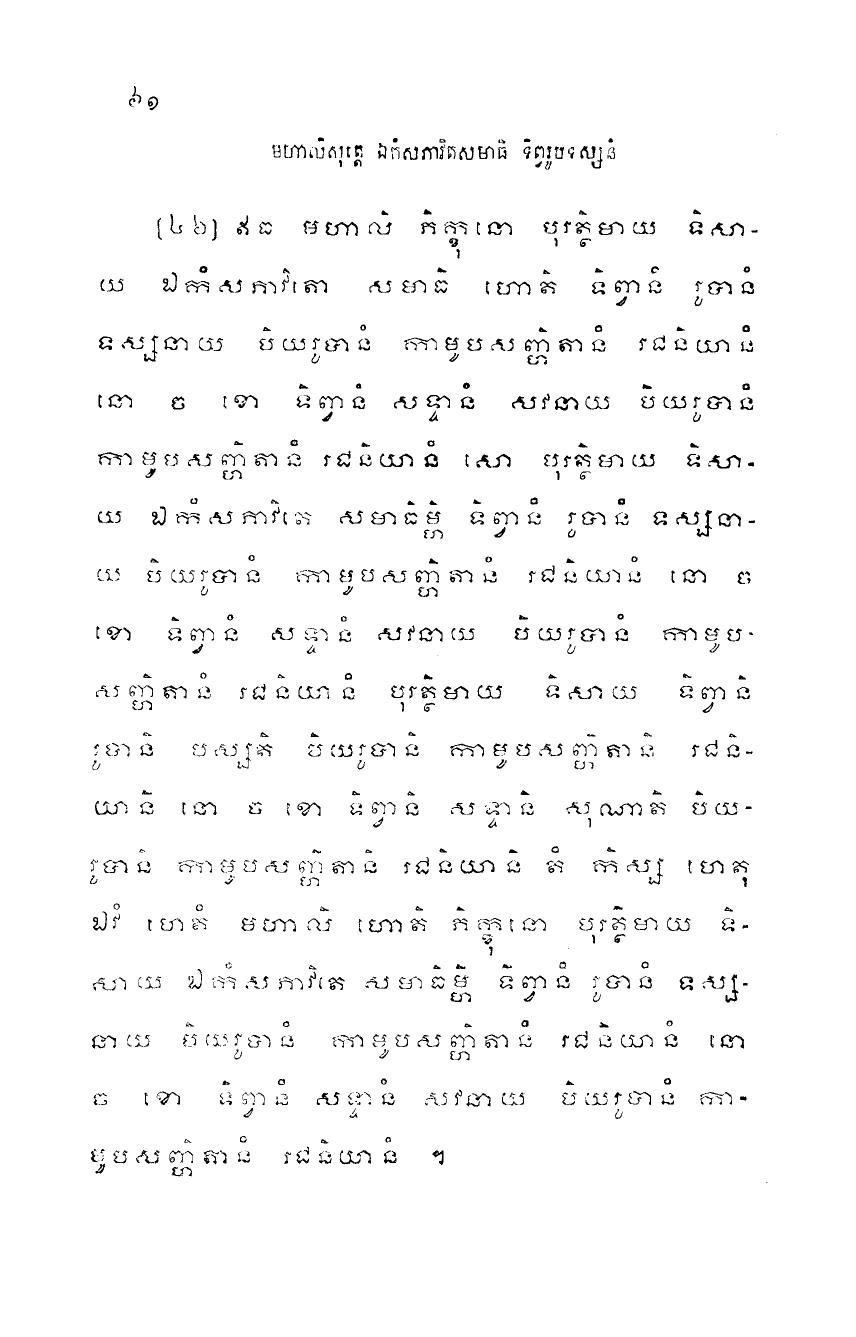 ៦១
មហាលិសុត្តេ ឯកំសភាវិតសមាធិ ទិព្វរូបទស្សនំ
(៤៦) ឥធ មហាលិ ភិក្ខុនោ បុរត្ថិមាយ ទិសា-
យ ឯកំសភាវិតោ សមាធិ ហោតិ ទិព្វានំ រូបានំ
ទស្សនាយ បិយរូបានំ កាមូបសញ្ហិតានំ រជនិយានំ
នោ ច ខោ ទិព្វានំ សទ្ទានំ សវនាយ បិយរូបានំ
កាមូបសញ្ហិតានំ រជនិយានំ សោ បុរត្ថិមាយ ទិសា-
យ ឯកំសភាវិតេ សមាធិម្ហិ ទិព្វានំ រូបានំ ទស្សនា-
យ បិយរូបានំ កាមូបសញ្ហិតានំ រជនិយានំ នោ ច
ខោ ទិព្វានំ សទ្ទានំ សវនាយ បិយរូបានំ កាមូប-
សញ្ហិតានំ រជនិយានំ បុរត្ថិមាយ ទិសាយ ទិព្វានិ
រូបានិ បស្សតិ បិយរូបានិ កាមូបសញ្ហិតានិ រជនិ-
យានិ នោ ច ខោ ទិព្វានិ សទ្ទានិ សុណាតិ បិយ-
រូបានិ កាមូបសញ្ហិតានិ រជនិយានិ តំ កិស្ស ហេតុ
ឯវំ ហេតំ មហាលិ ហោតិ ភិក្ខុនោ បុរត្ថិមាយ ទិ-
សាយ ឯកំសភាវិតេ សមាធិម្ហិ ទិព្វានំ រូបានំ ទស្ស-
នាយ បិយរូបានំ កាមូបសញ្ហិតានំ រជនិយានំ នោ
ច ខោ ទិព្វានំ សទ្ទានំ សវនាយ បិយរូបានំ កា-
មូបសញ្ហិតានំ រជនិយានំ ។